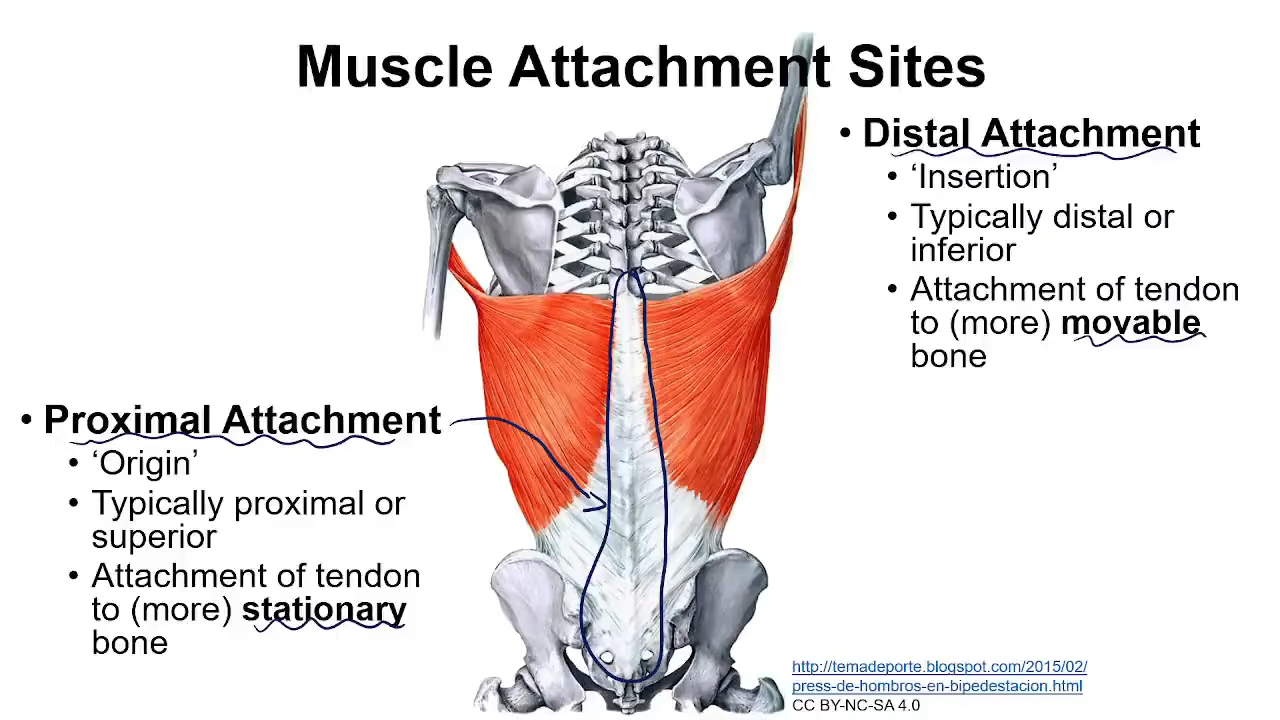 Muscle Attachment Sites
• Distal Attachment
• ‘Insertion’
• Typically distal or
inferior
• Attachment of tendon
to (more) movable
bone
• Proximal Attachment
• ‘Origin’
• Typically proximal or
superior
• Attachment of tendon
to (more) stationary
bone
http://temadeporte.blogspot.com/2015/02/
press-de-hombros-en-bipedestacion.html
CC BY-NC-SA 4.0